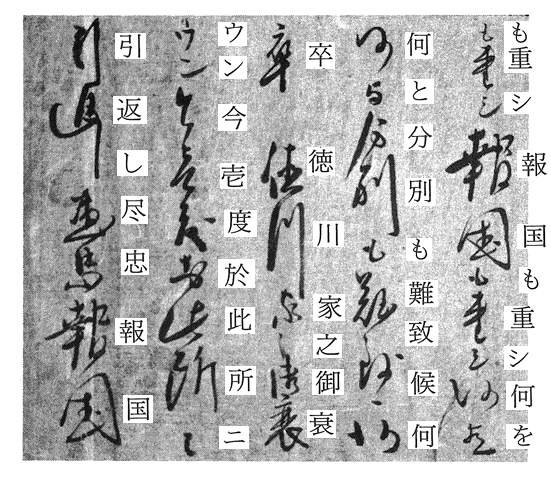 も重シ報国も重シ何を
何と分別も難致候何
卒徳川家之御衰
ウン今壱度於此所ニ
引返し尽忠報国